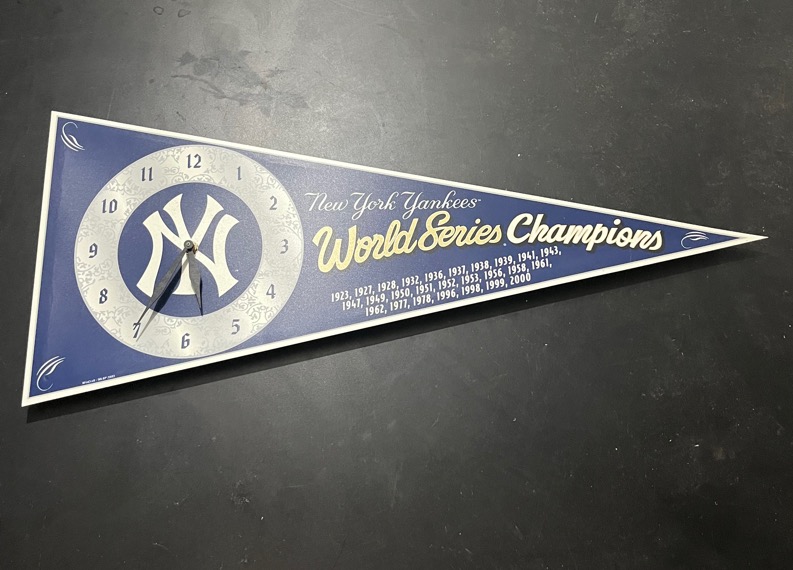 12
11
1
10
2
NY
9
3
8
4
7
5
6
New York Yankees™
World Series Champions
1923, 1927, 1928, 1932, 1936, 1937, 1938, 1939, 1941, 1943,
1947, 1949, 1950, 1951, 1952, 1953, 1956, 1958, 1961,
1962, 1977, 1978, 1996, 1998, 1999, 2000